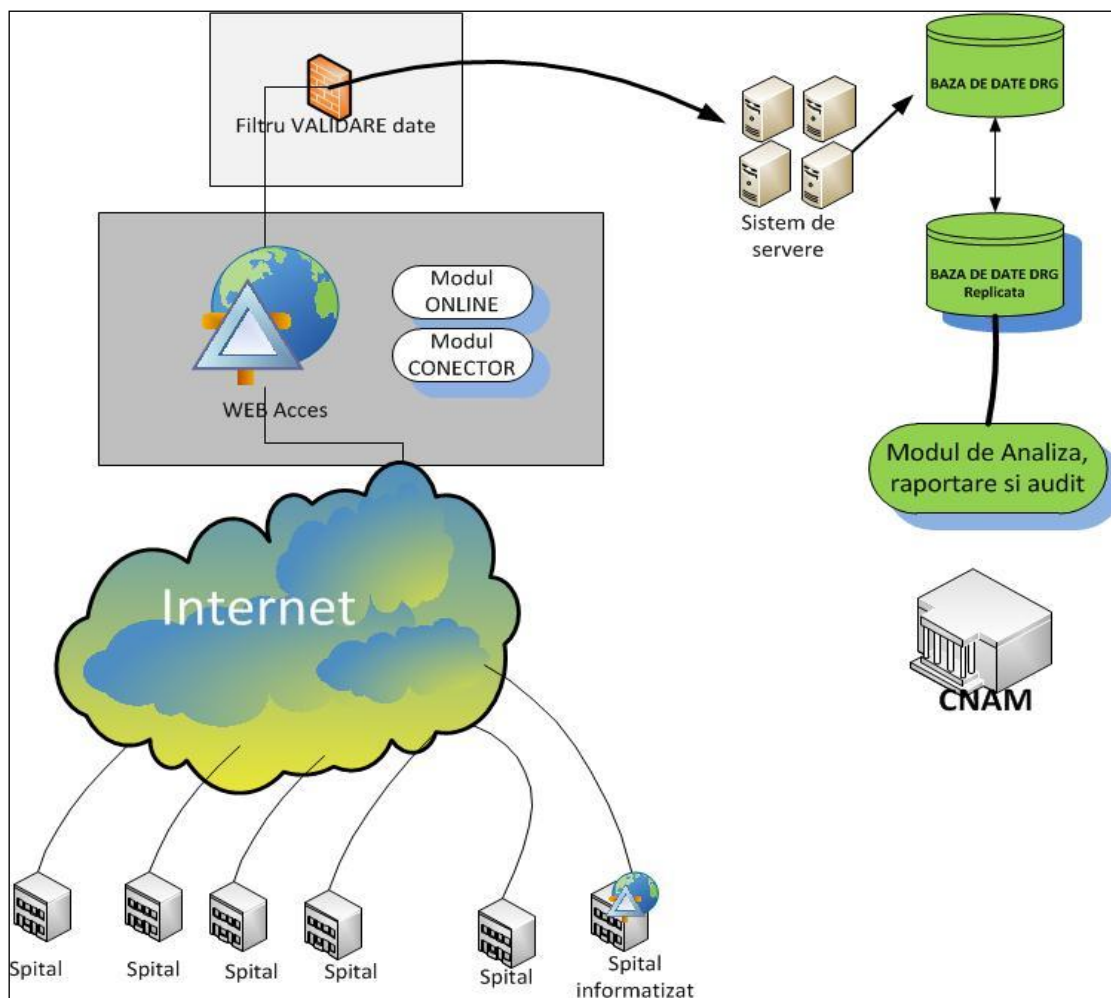 Filtru VALIDARE date
BAZA DE DATE DRG
Sistem de
servere
BAZA DE DATE DRG
Replicata
Modul
ONLINE
Modul
CONECTOR
WEB Acces
Modul de Analiza,
raportare si audit
Internet
CNAM
Spital
Spital
Spital
Spital
Spital
Spital
informatizat